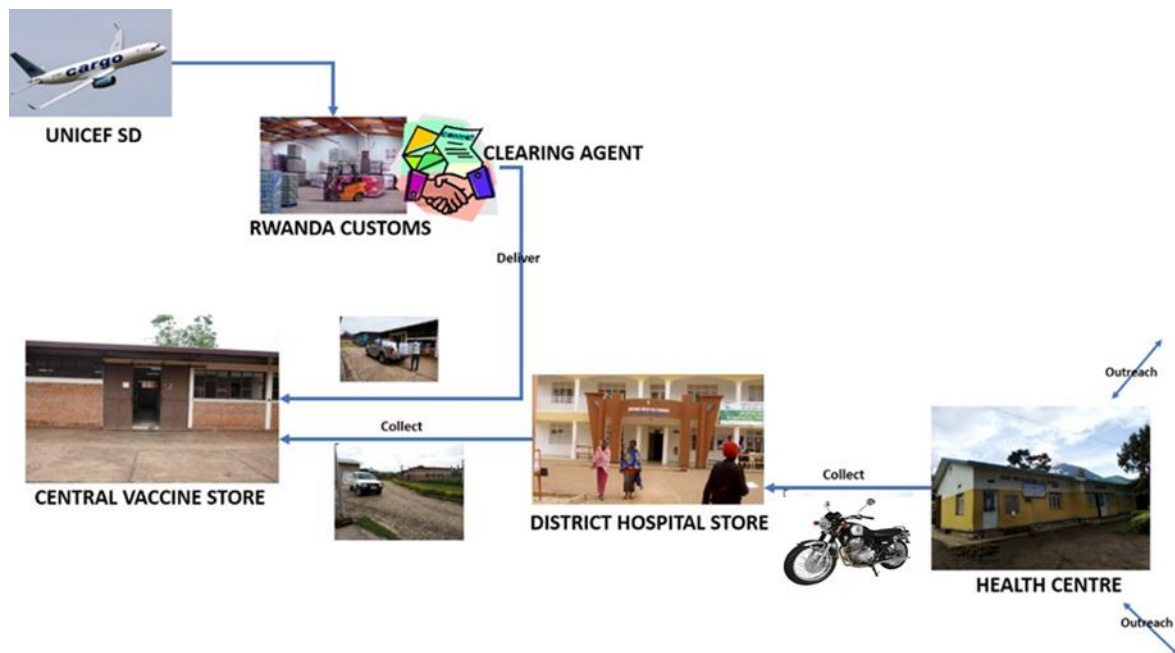 cargo
UNICEF SD
CLEARING AGENT
RWANDA CUSTOMS
Deliver
CENTRAL VACCINE STORE
Collect
DISTRICT HOSPITAL STORE
Collect
HEALTH CENTRE
Outreach
Outreach